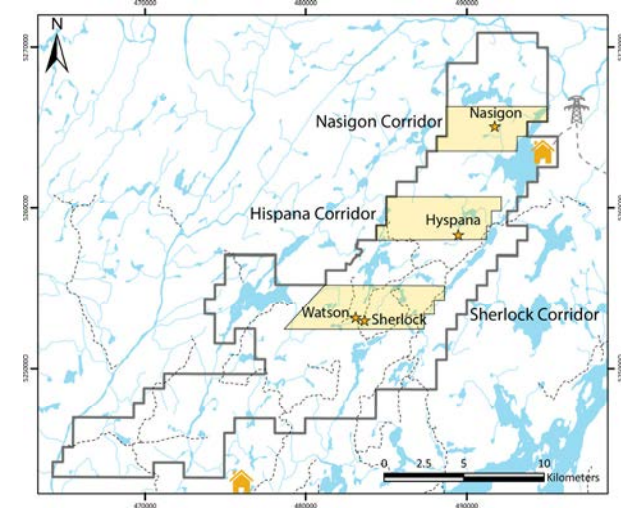 470000 480000 490000
N
5270000
Nasigon
Nasigon Corridor
5260000
Hispana Corridor
Hyspana
Watson
Sherlock
Sherlock Corridor
5250000
0 2.5 5 10
Kilometers
470000 480000 490000